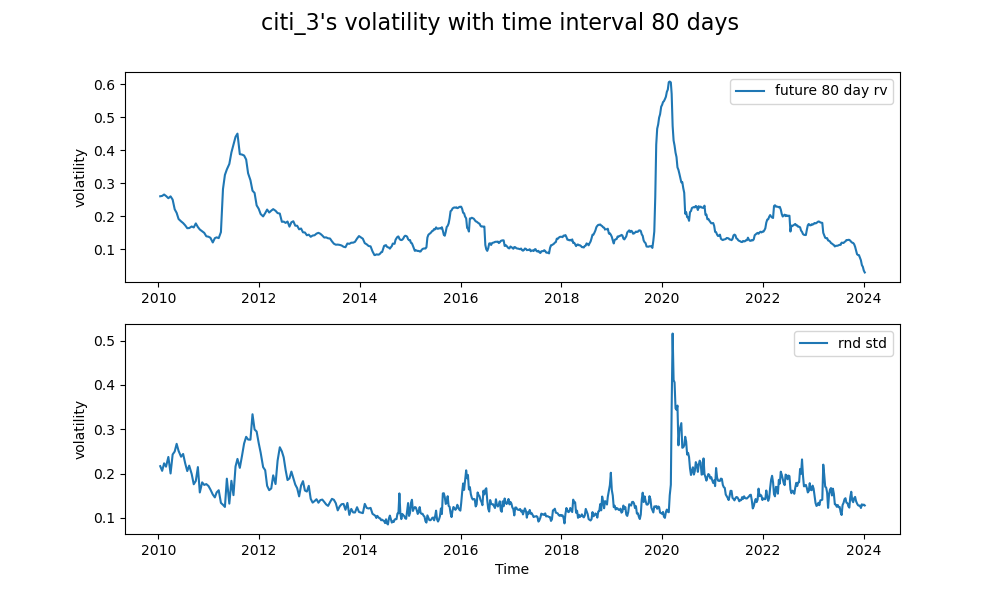 citi_3's volatility with time interval 80 days
future 80 day rv
volatility
0.6
0.5
0.4
0.3
0.2
0.1
2010 2012 2014 2016 2018 2020 2022 2024
rnd std
volatility
0.5
0.4
0.3
0.2
0.1
2010 2012 2014 2016 2018 2020 2022 2024
Time